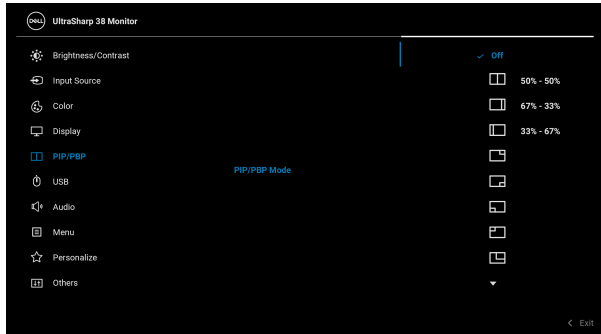 DELL
UltraSharp 38 Monitor
Brightness/Contrast
Off
Input Source
50% - 50%
Color
67% - 33%
Display
33% - 67%
PIP/PBP
PIP/PBP Mode
USB
Audio
Menu
Personalize
Others
Exit